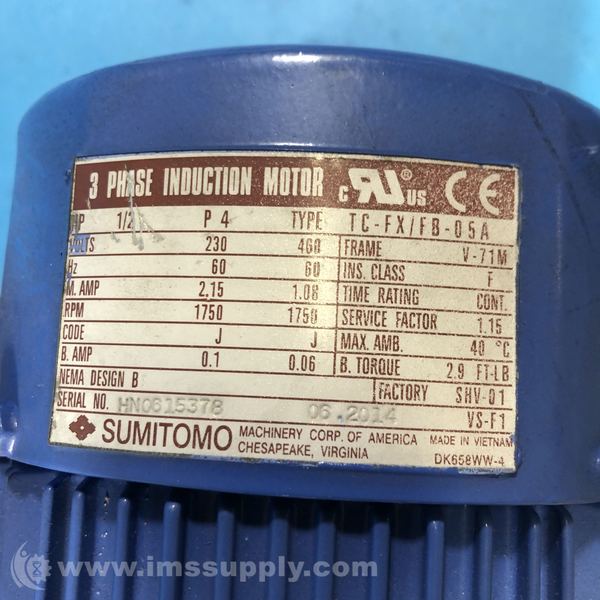 3 PHASE INDUCTION MOTOR C RU® US CE
HP 1/2 P 4 TYPE TC-FX/FB-05A
VOLTS 230 460 FRAME V-71M
Hz 60 60 INS. CLASS F
M. AMP 2.15 1.08 TIME RATING CONT.
RPM 1750 1750 SERVICE FACTOR 1.15
CODE J J MAX. AMB. 40 °C
B. AMP 0.1 0.06 B. TORQUE 2.9 FT-LB
NEMA DESIGN B FACTORY SHV-01
SERIAL NO. HN0615378 06.2014 VS-F1
SUMITOMO MACHINERY CORP. OF AMERICA MADE IN VIETNAM
CHESAPEAKE, VIRGINIA DK658WW-4
www.imssupply.com